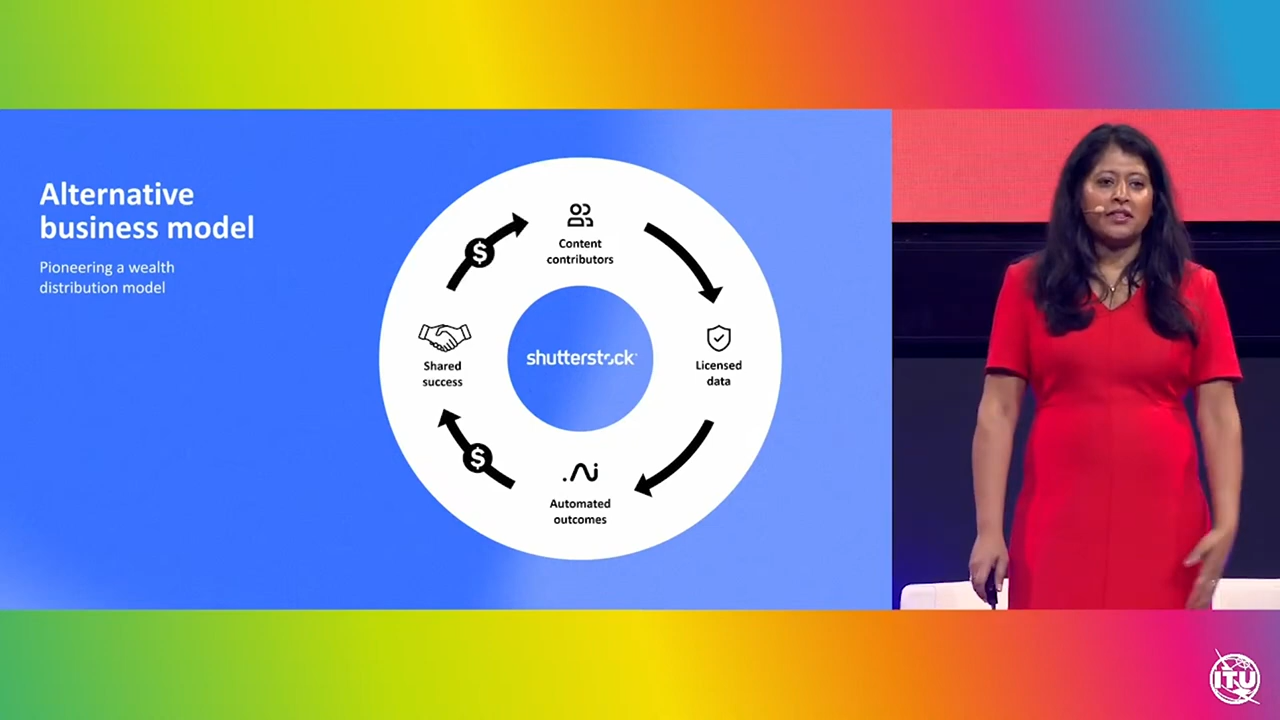 Alternative
business model
Pioneering a wealth
distribution model
$
Content
contributors
Licensed
data
Automated
outcomes
$
Shared
success
shutterstock
ITU